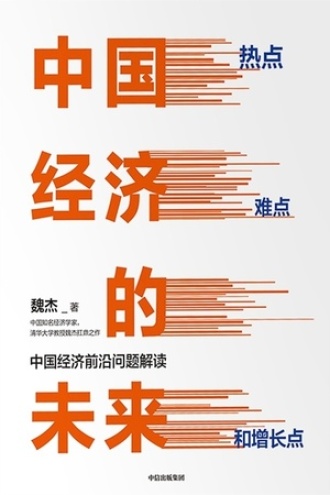 中国
热点
经济
难点
的
魏杰_著
中国知名经济学家，
清华大学教授魏杰扛鼎之作
中国经济前沿问题解读
未来
和增长点
中信出版集团